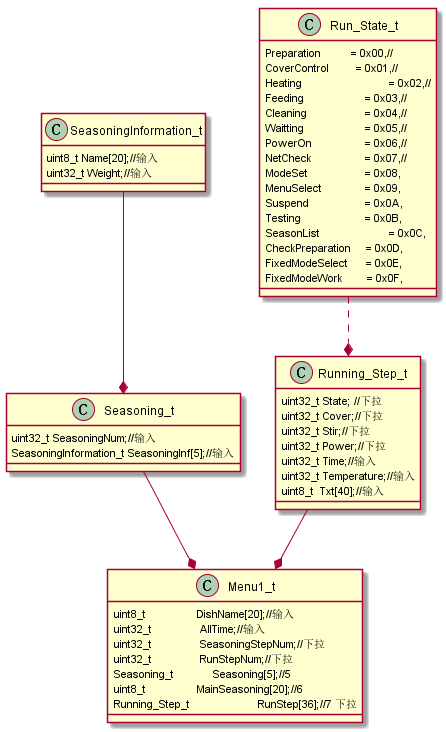 C Run_State_t
Preparation = 0x00,//
CoverControl = 0x01,//
Heating = 0x02,//
Feeding = 0x03,//
Cleaning = 0x04,//
Waitting = 0x05,//
PowerOn = 0x06,//
NetCheck = 0x07,//
ModeSet = 0x08,
MenuSelect = 0x09,
Suspend = 0x0A,
Testing = 0x0B,
SeasonList = 0x0C,
CheckPreparation = 0x0D,
FixedModeSelect = 0x0E,
FixedModeWork = 0x0F,
C SeasoningInformation_t
uint8_t Name[20];//输入
uint32_t Weight;//输入
C Running_Step_t
uint32_t State; //下拉
uint32_t Cover;//下拉
uint32_t Stir;//下拉
uint32_t Power;//下拉
uint32_t Time;//输入
uint32_t Temperature;//输入
uint8_t Txt[40];//输入
C Seasoning_t
uint32_t SeasoningNum;//输入
SeasoningInformation_t SeasoningInf[5];//输入
C Menu1_t
uint8_t DishName[20];//输入
uint32_t AllTime;//输入
uint32_t SeasoningStepNum;//下拉
uint32_t RunStepNum;//下拉
Seasoning_t Seasoning[5];//5
uint8_t MainSeasoning[20];//6
Running_Step_t RunStep[36];//7 下拉